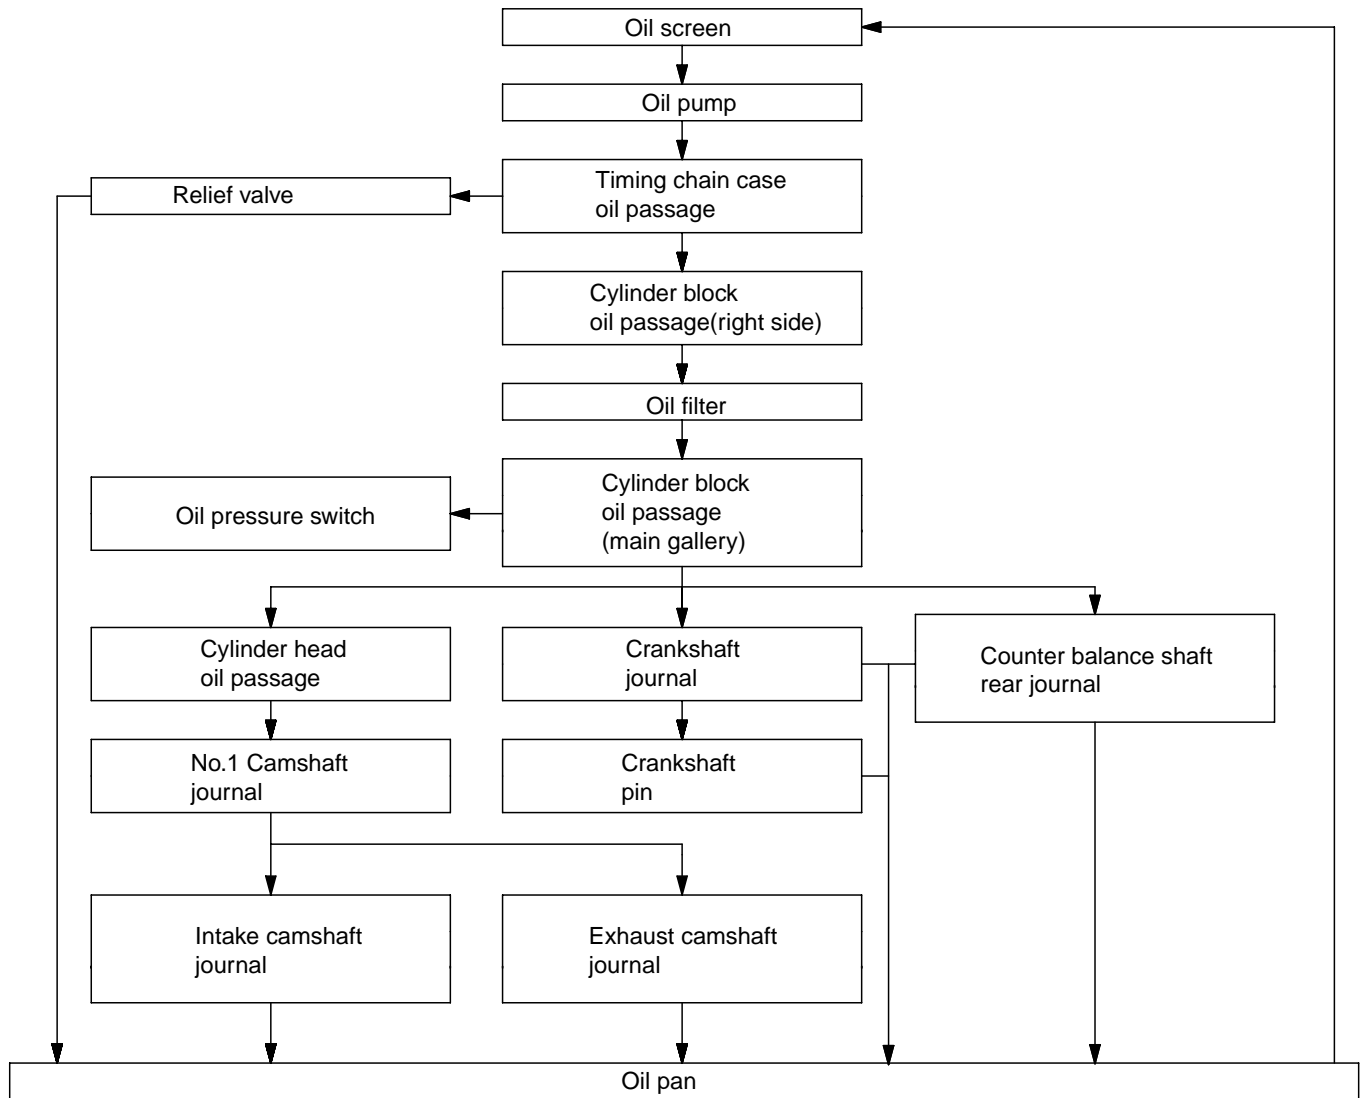 Oil screen
Oil pump
Relief valve
Timing chain case
oil passage
Cylinder block
oil passage(right side)
Oil filter
Oil pressure switch
Cylinder block
oil passage
(main gallery)
Cylinder head
oil passage
Crankshaft
journal
Counter balance shaft
rear journal
No.1 Camshaft
journal
Crankshaft
pin
Intake camshaft
journal
Exhaust camshaft
journal
Oil pan